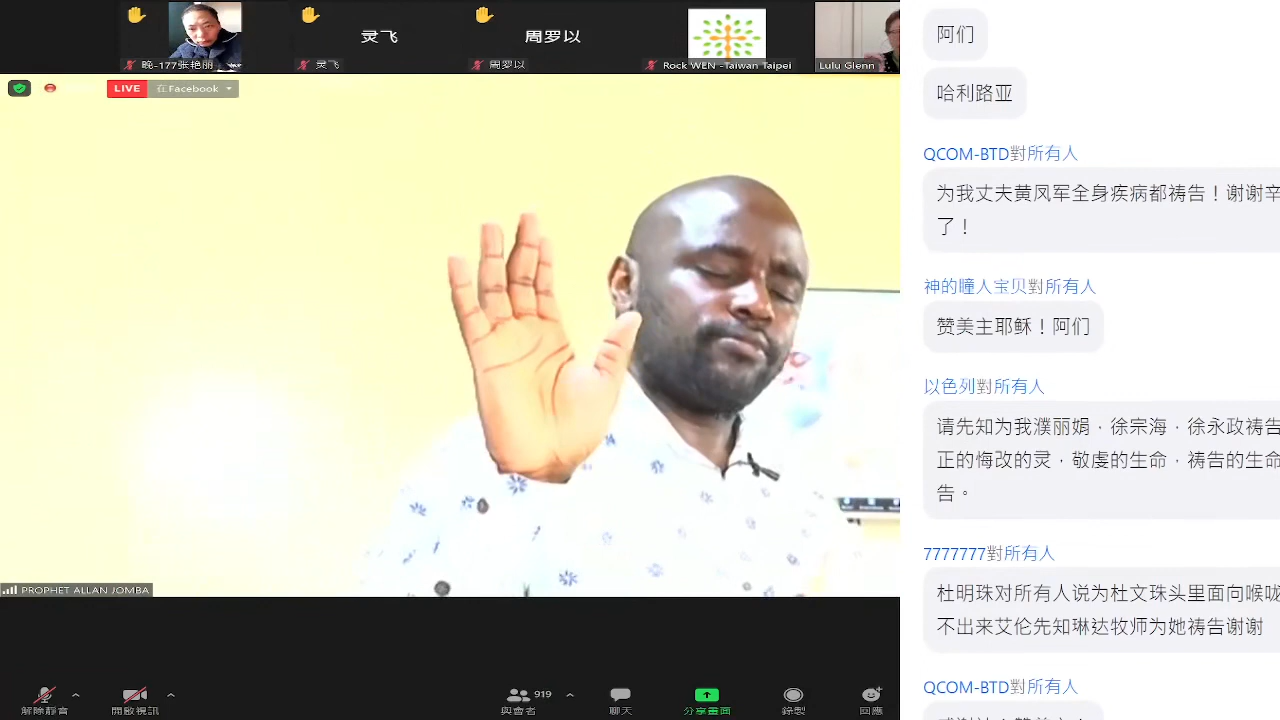 灵飞
周罗以
晚-177张艳丽
灵飞
周罗以
Rock WEN -Taiwan Taipei
Lulu Glenn
LIVE 在Facebook
PROPHET ALLAN JOMBA
解除靜音
開啟視訊
919
與會者
聊天
分享畫面
錄製
回應
阿们
哈利路亚
QCOM-BTD對所有人
为我丈夫黄凤军全身疾病都祷告！谢谢辛
了！
神的瞳人宝贝對所有人
赞美主耶稣！阿们
以色列對所有人
请先知为我濮丽娟，徐宗海，徐永政祷告
正的悔改的灵，敬虔的生命，祷告的生命
告。
7777777對所有人
杜明珠对所有人说为杜文珠头里面向喉咙
不出来艾伦先知琳达牧师为她祷告谢谢
QCOM-BTD對所有人